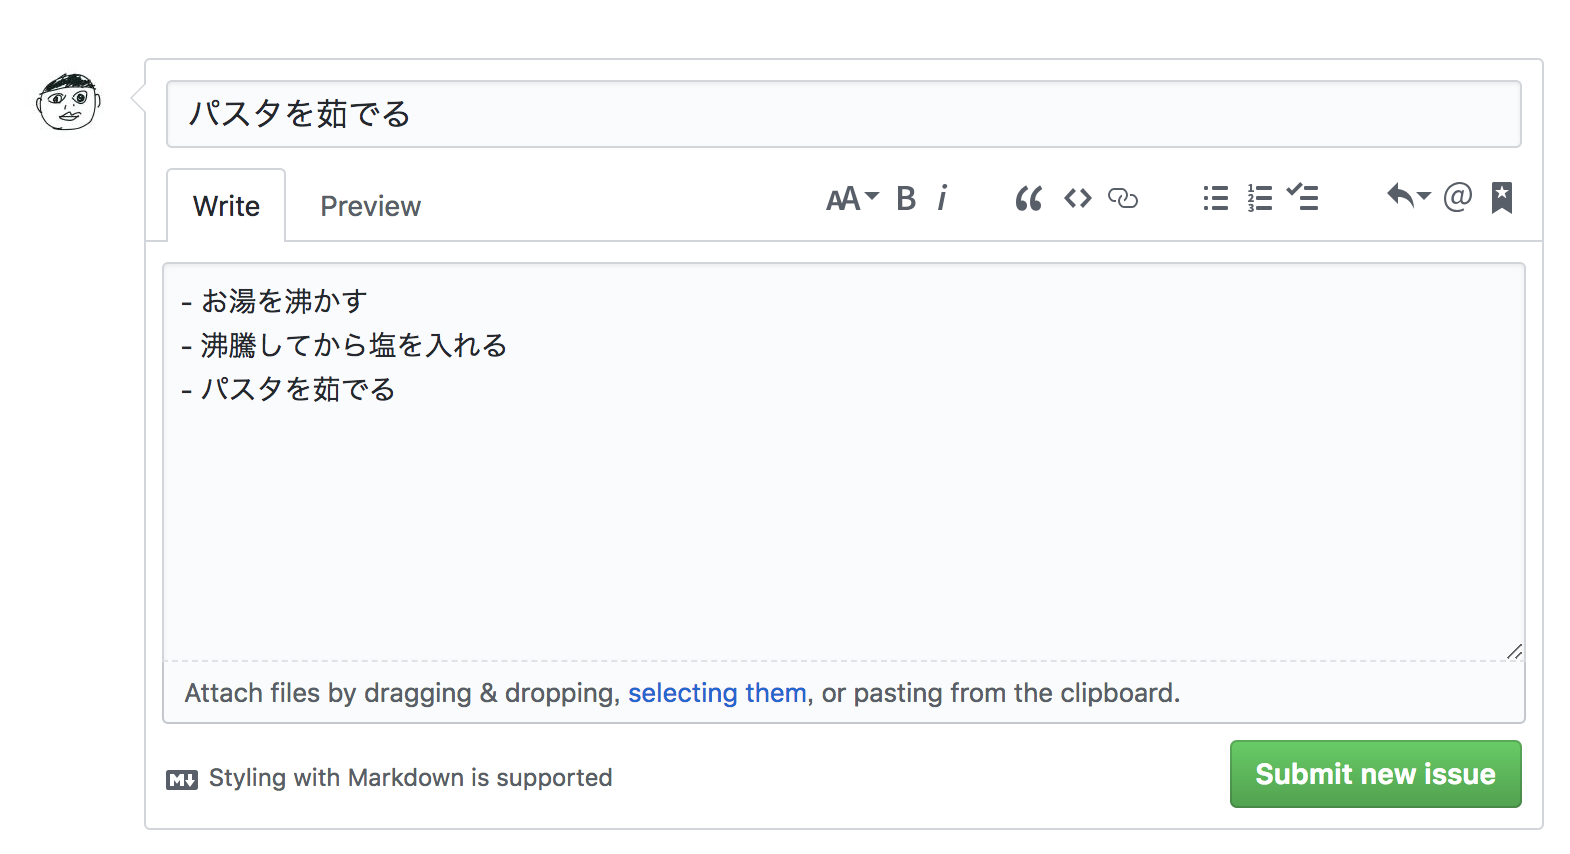 パスタを茹でる
Write Preview AA B i
- お湯を沸かす
- 沸騰してから塩を入れる
- パスタを茹でる
Attach files by dragging & dropping, selecting them, or pasting from the clipboard.
M Styling with Markdown is supported
Submit new issue